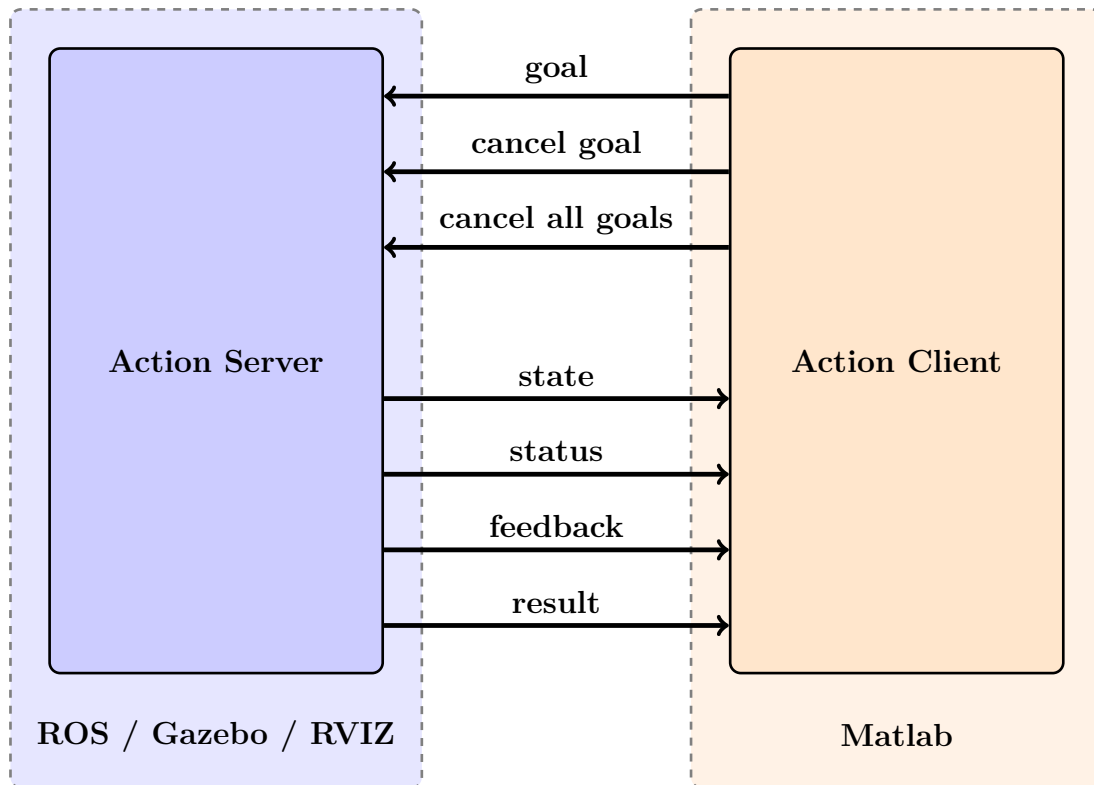 goal
cancel goal
cancel all goals
Action Server
Action Client
state
status
feedback
result
ROS / Gazebo / RVIZ
Matlab